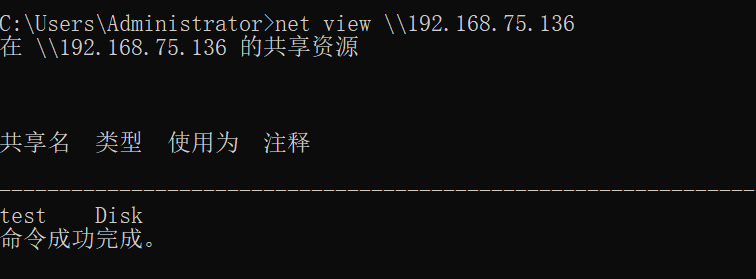 C:\Users\Administrator>net view \\192.168.75.136
在 \\192.168.75.136 的共享资源
共享名  类型  使用为  注释
-------------------------------------------------------------------------------
test    Disk
命令成功完成。